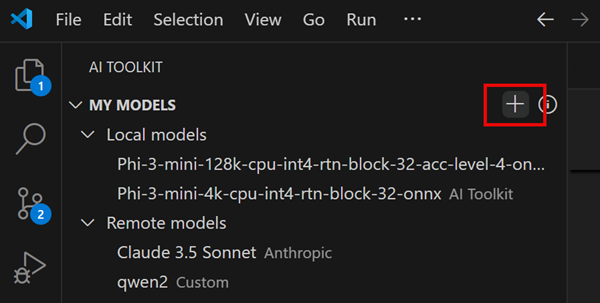 File Edit Selection View Go Run ···
AI TOOLKIT
1
MY MODELS
Local models
Phi-3-mini-128k-cpu-int4-rtn-block-32-acc-level-4-on...
Phi-3-mini-4k-cpu-int4-rtn-block-32-onnx AI Toolkit
2
Remote models
Claude 3.5 Sonnet Anthropic
qwen2 Custom